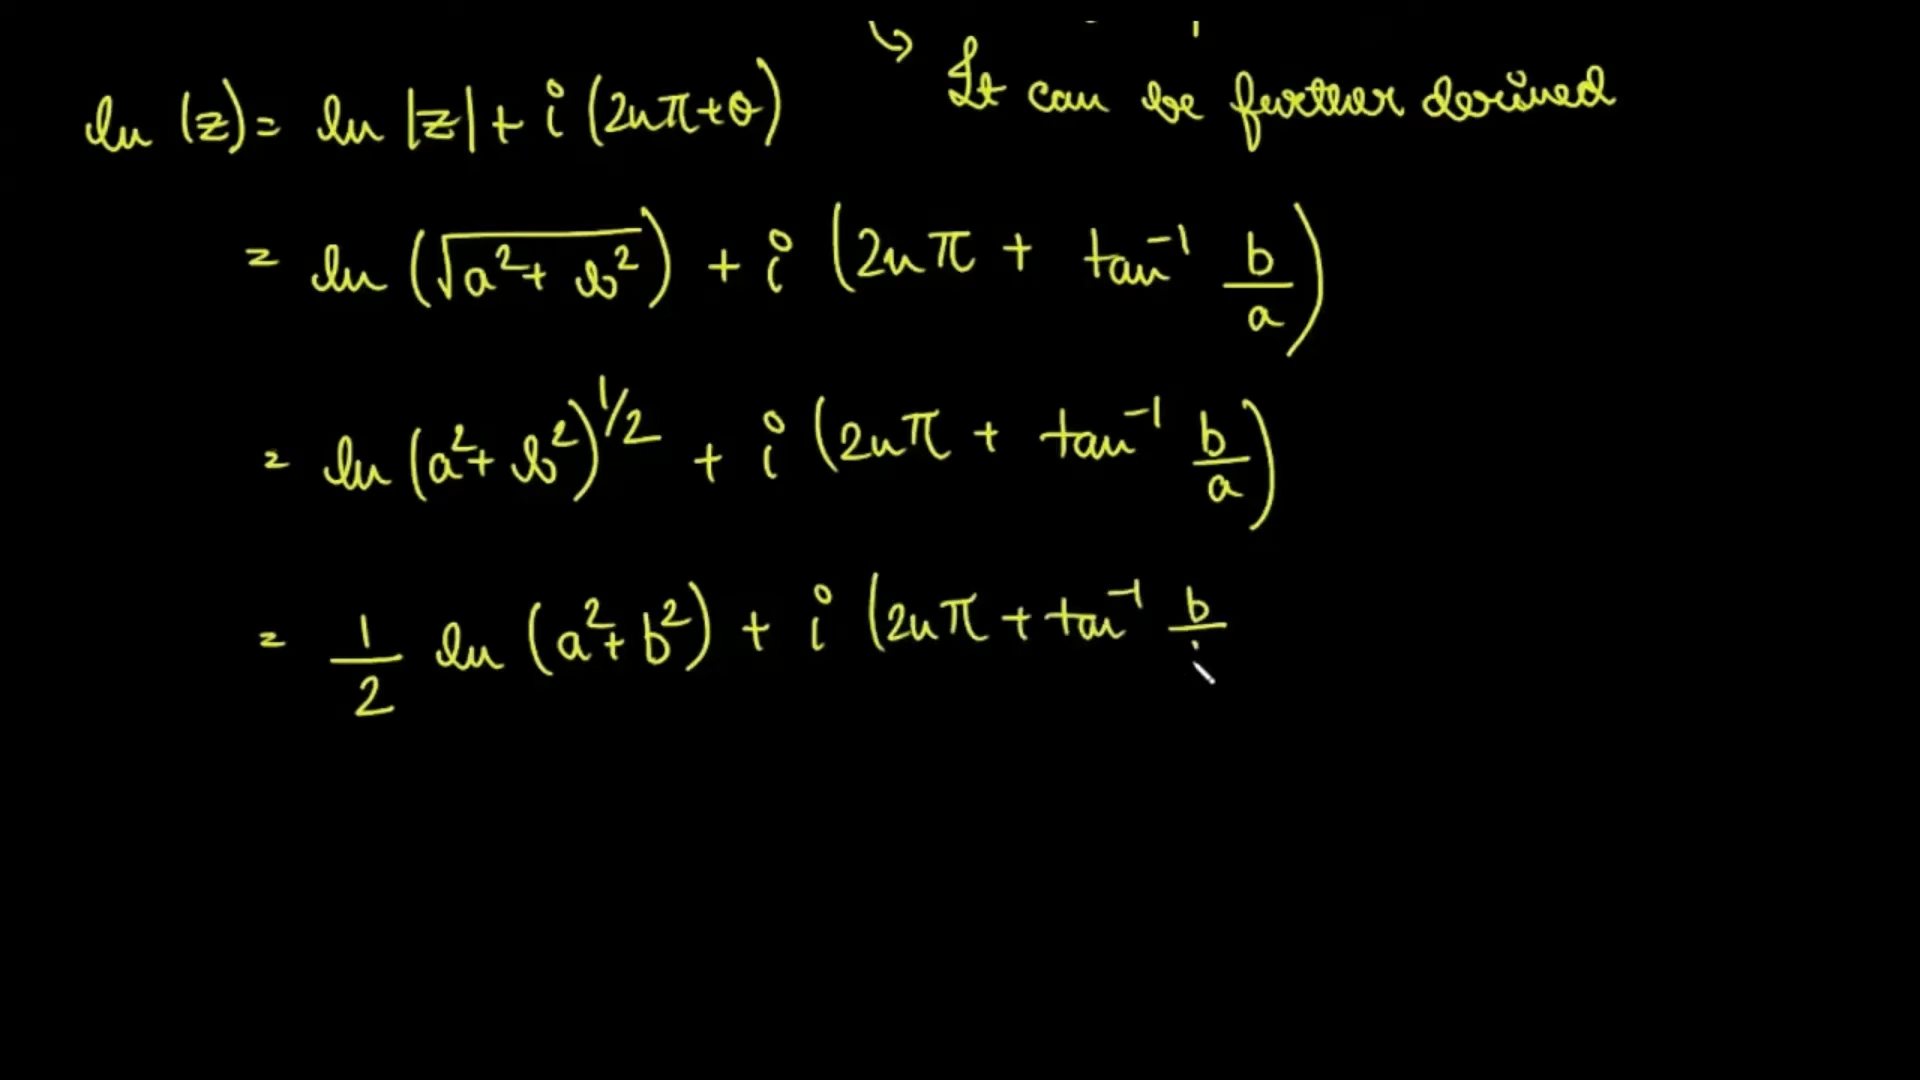 ↳ It can be further derived
ln (z) = ln |z| + i (2nπ + θ)
= ln (√a² + b²) + i (2nπ + tan⁻¹ b/a)
= ln (a² + b²)^1/2 + i (2nπ + tan⁻¹ b/a)
= 1/2 ln (a² + b²) + i (2nπ + tan⁻¹ b/